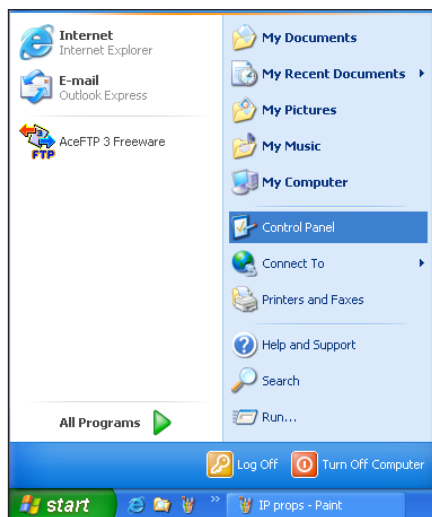 Internet
Internet Explorer
E-mail
Outlook Express
FTP
AceFTP 3 Freeware
All Programs
My Documents
My Recent Documents
My Pictures
My Music
My Computer
Control Panel
Connect To
Printers and Faxes
Help and Support
Search
Run...
Log Off
Turn Off Computer
start
IP props - Paint